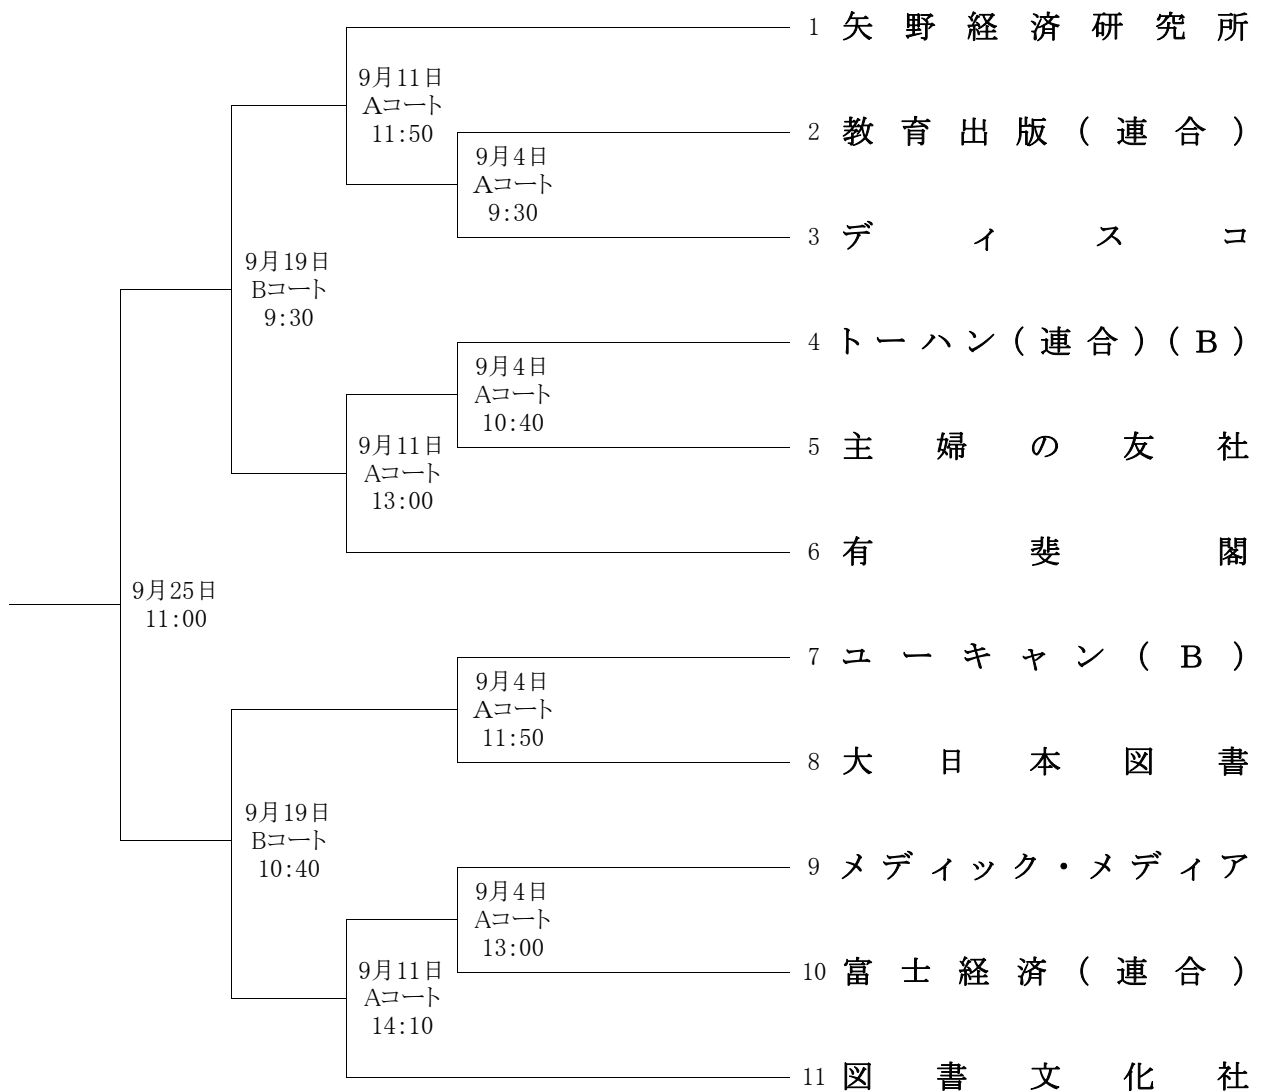 1 矢野経済研究所
9月11日
Aコート
11:50
2 教育出版(連合)
9月4日
Aコート
9:30
3 ディスコ
9月19日
Bコート
9:30
4 トーハン(連合)(B)
9月4日
Aコート
10:40
5 主婦の友社
9月11日
Aコート
13:00
6 有斐閣
9月25日
11:00
7 ユーキャン(B)
9月4日
Aコート
11:50
8 大日本図書
9月19日
Bコート
10:40
9 メディック・メディア
9月4日
Aコート
13:00
10 富士経済(連合)
9月11日
Aコート
14:10
11 図書文化社